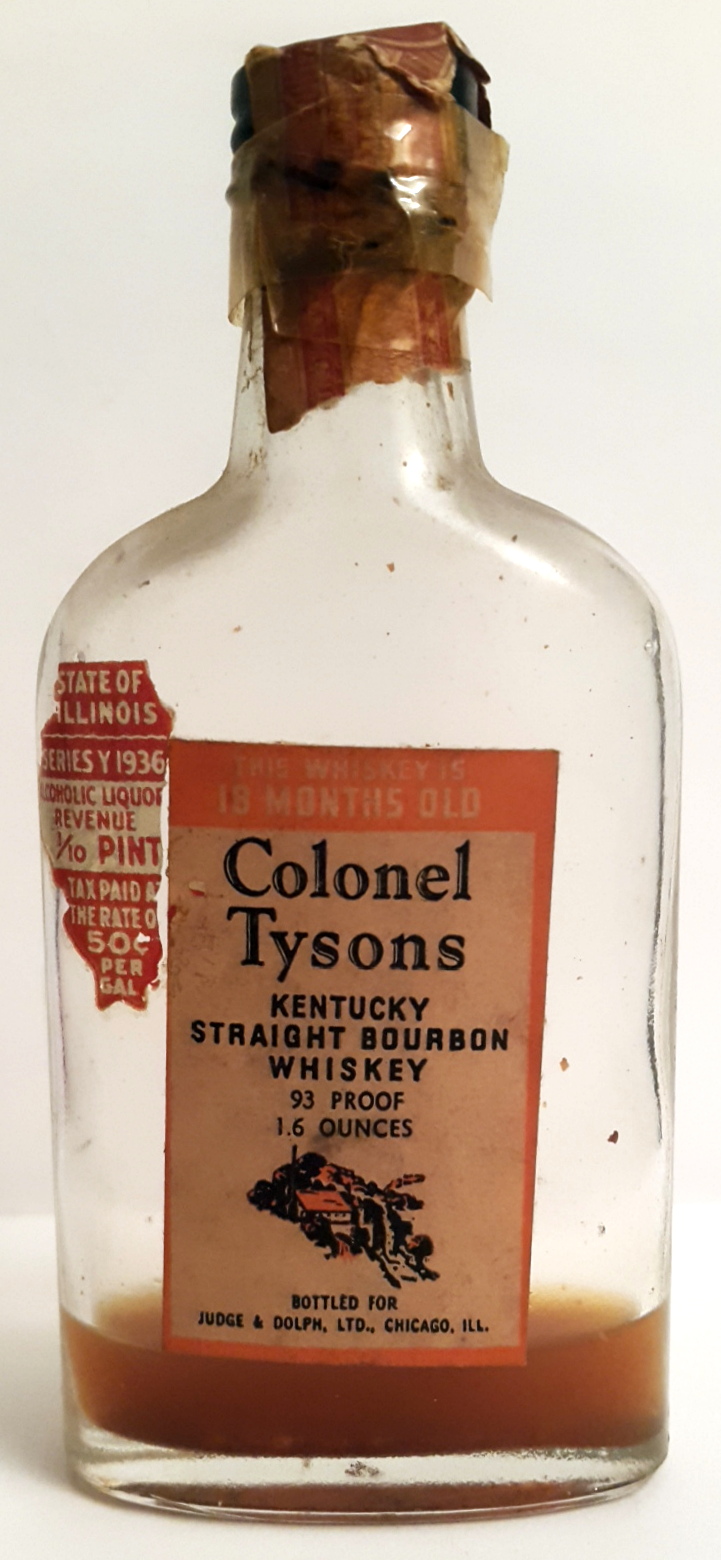 STATE OF
ILLINOIS
SERIES Y 1936
ALCOHOLIC LIQUOR
REVENUE
1/10 PINT
TAX PAID AT
THE RATE O
50¢
PER
GAL.
THIS WHISKEY IS
18 MONTHS OLD
Colonel
Tysons
KENTUCKY
STRAIGHT BOURBON
WHISKEY
93 PROOF
1.6 OUNCES
BOTTLED FOR
JUDGE & DOLPH, LTD., CHICAGO, ILL.